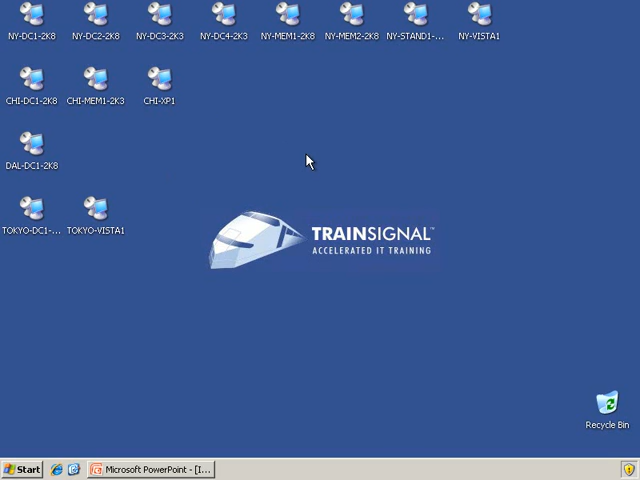 NY-DC1-2K8 NY-DC2-2K8 NY-DC3-2K3 NY-DC4-2K3 NY-MEM1-2K8 NY-MEM2-2K8 NY-STAND1-... NY-VISTA1
CHI-DC1-2K8 CHI-MEM1-2K3 CHI-XP1
DAL-DC1-2K8
TOKYO-DC1-... TOKYO-VISTA1
TRAINSIGNAL™
ACCELERATED IT TRAINING
Recycle Bin
Start Microsoft PowerPoint - [I...